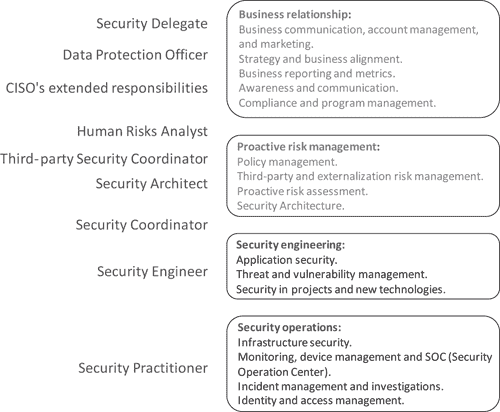 Security Delegate
Data Protection Officer
CISO's extended responsibilities
Human Risks Analyst
Third-party Security Coordinator
Security Architect
Security Coordinator
Security Engineer
Security Practitioner
Business relationship:
Business communication, account management,
and marketing.
Strategy and business alignment.
Business reporting and metrics.
Awareness and communication.
Compliance and program management.
Proactive risk management:
Policy management.
Third-party and externalization risk management.
Proactive risk assessment.
Security Architecture.
Security engineering:
Application security.
Threat and vulnerability management.
Security in projects and new technologies.
Security operations:
Infrastructure security.
Monitoring, device management and SOC (Security
Operation Center).
Incident management and investigations.
Identity and access management.